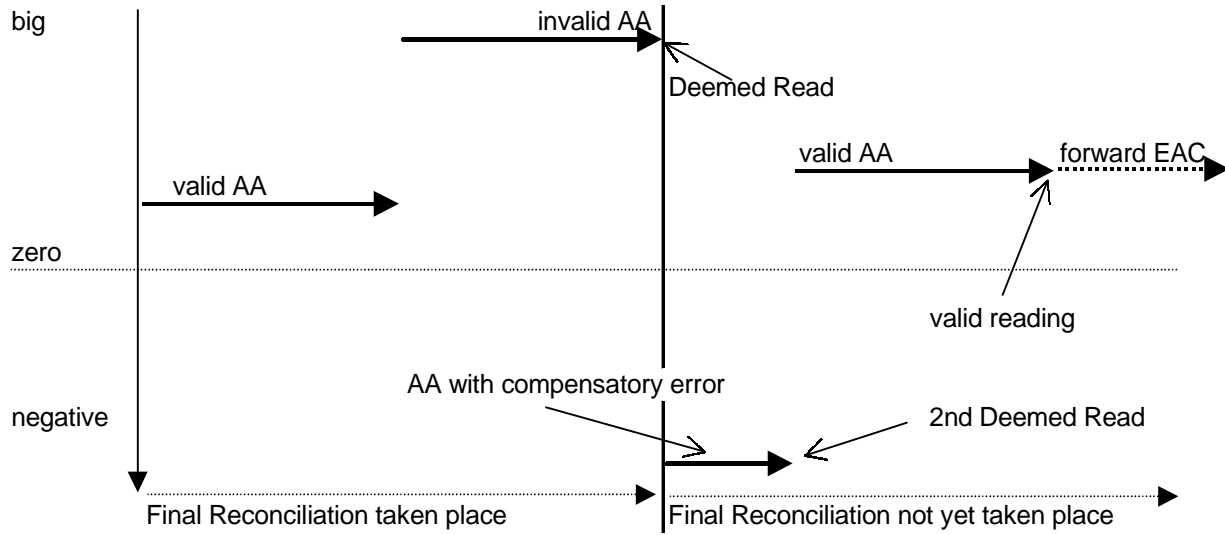 big
invalid AA
Deemed Read
valid AA
forward EAC
valid AA
zero
valid reading
AA with compensatory error
negative
2nd Deemed Read
Final Reconciliation taken place
Final Reconciliation not yet taken place